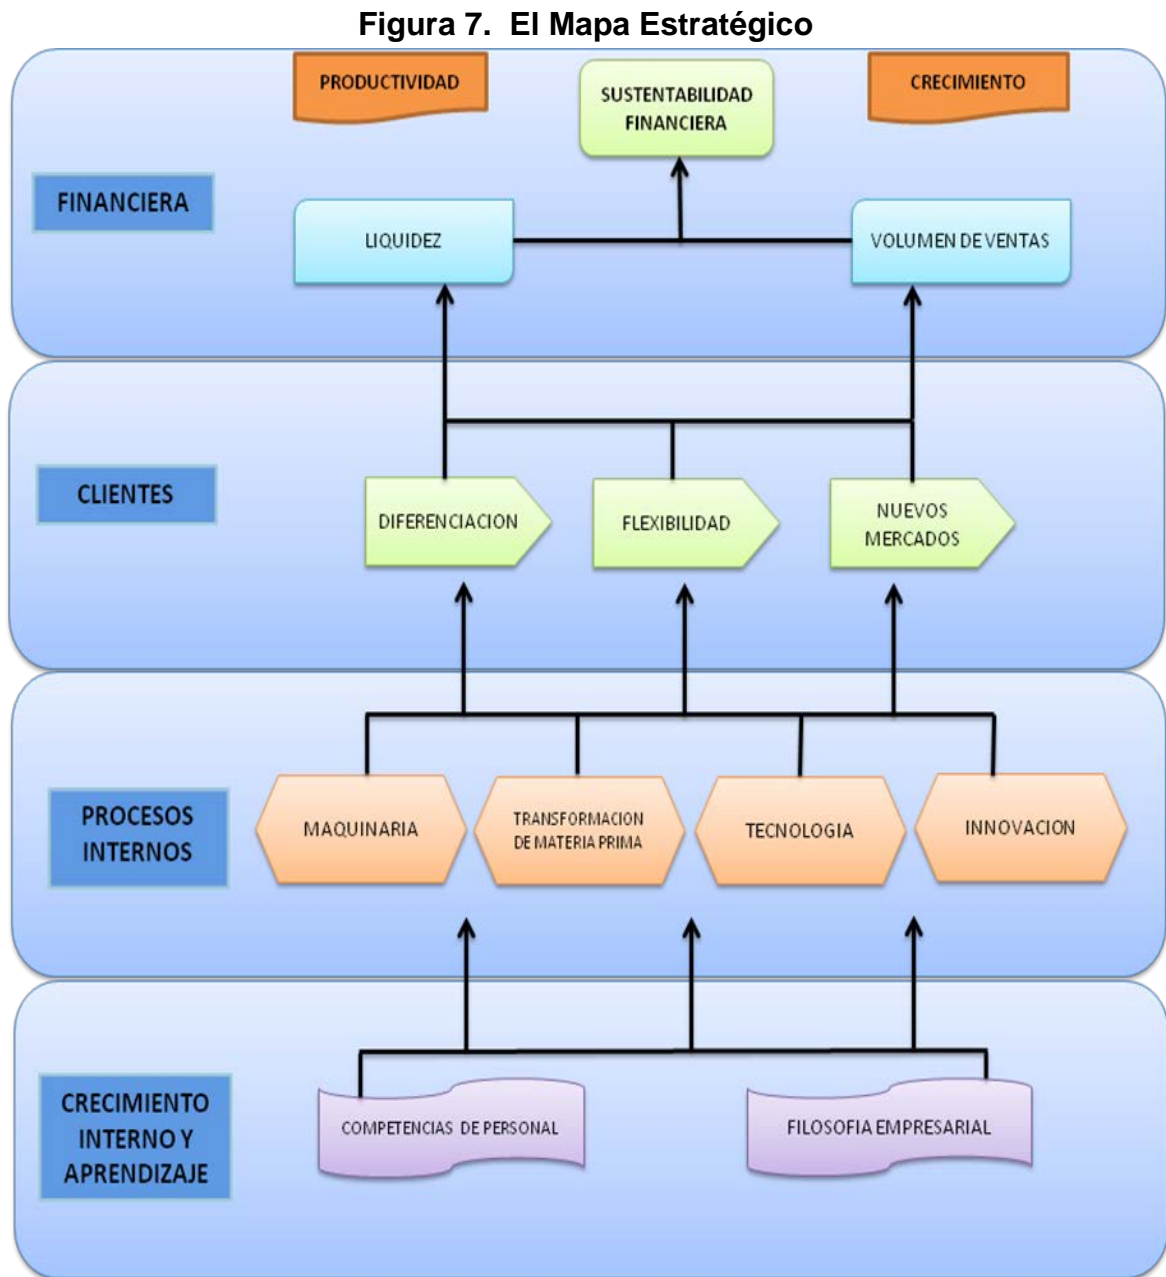 Figura 7. El Mapa Estratégico
PRODUCTIVIDAD
SUSTENTABILIDAD
FINANCIERA
CRECIMIENTO
FINANCIERA
LIQUIDEZ
VOLUMEN DE VENTAS
CLIENTES
DIFERENCIACION
FLEXIBILIDAD
NUEVOS
MERCADOS
PROCESOS
INTERNOS
MAQUINARIA
TRANSFORMACION
DE MATERIA PRIMA
TECNOLOGIA
INNOVACION
CRECIMIENTO
INTERNO Y
APRENDIZAJE
COMPETENCIAS DE PERSONAL
FILOSOFIA EMPRESARIAL